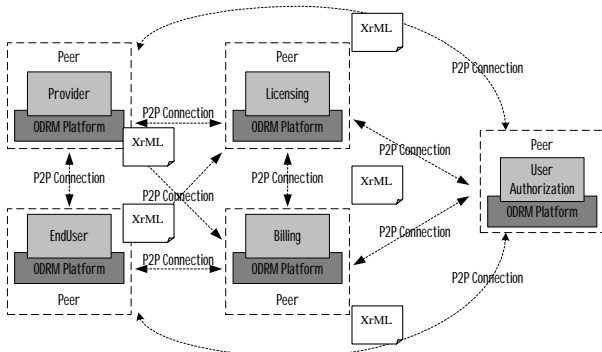 XrML
Peer
Peer
P2P Connection
Provider
P2P Connection
Licensing
ODRM Platform
ODRM Platform
XrML
Peer
User
Authorization
ODRM Platform
P2P Connection
P2P Connection
P2P Connection
XrML
P2P Connection
XrML
EndUser
P2P Connection
Billing
P2P Connection
ODRM Platform
ODRM Platform
P2P Connection
Peer
Peer
XrML